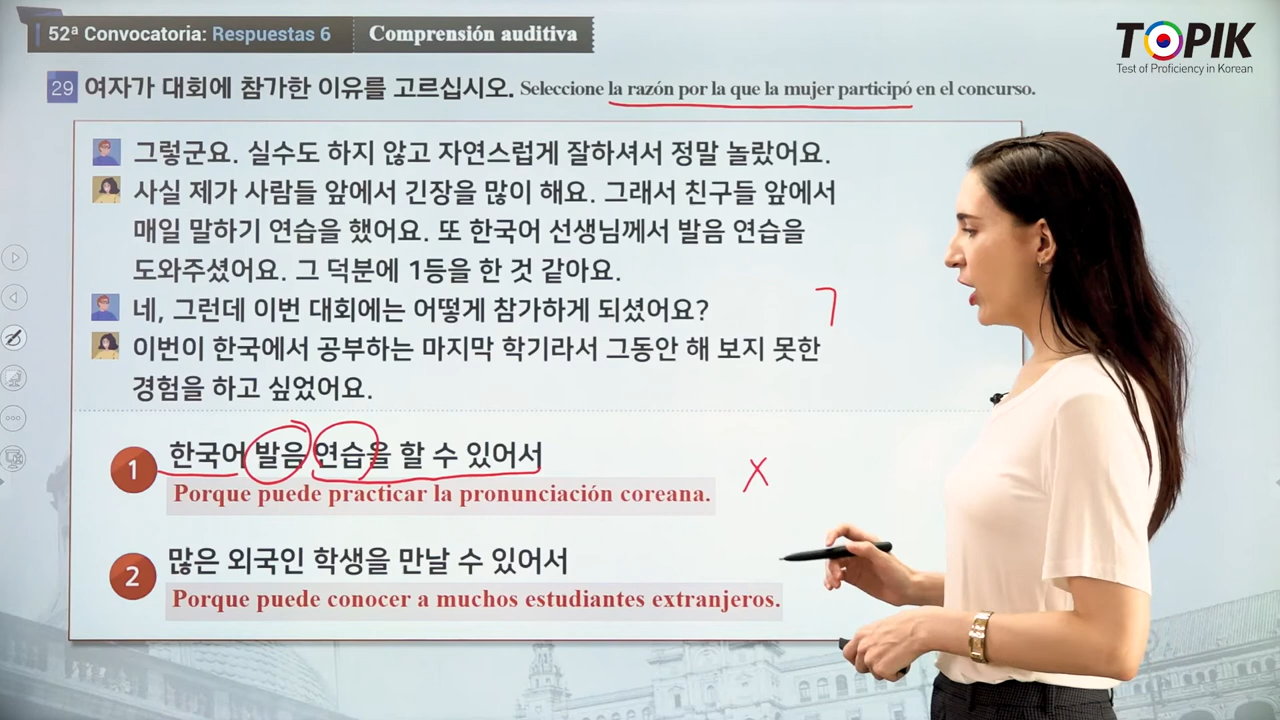 52ª Convocatoria: Respuestas 6 Comprensión auditiva
TOPIK
Test of Proficiency in Korean
29 여자가 대회에 참가한 이유를 고르십시오. Seleccione la razón por la que la mujer participó en el concurso.
그렇군요. 실수도 하지 않고 자연스럽게 잘하셔서 정말 놀랐어요.
사실 제가 사람들 앞에서 긴장을 많이 해요. 그래서 친구들 앞에서
매일 말하기 연습을 했어요. 또 한국어 선생님께서 발음 연습을
도와주셨어요. 그 덕분에 1등을 한 것 같아요.
네, 그런데 이번 대회에는 어떻게 참가하게 되셨어요?
이번이 한국에서 공부하는 마지막 학기라서 그동안 해 보지 못한
경험을 하고 싶었어요.
1 한국어 발음 연습을 할 수 있어서
Porque puede practicar la pronunciación coreana.
X
2 많은 외국인 학생을 만날 수 있어서
Porque puede conocer a muchos estudiantes extranjeros.